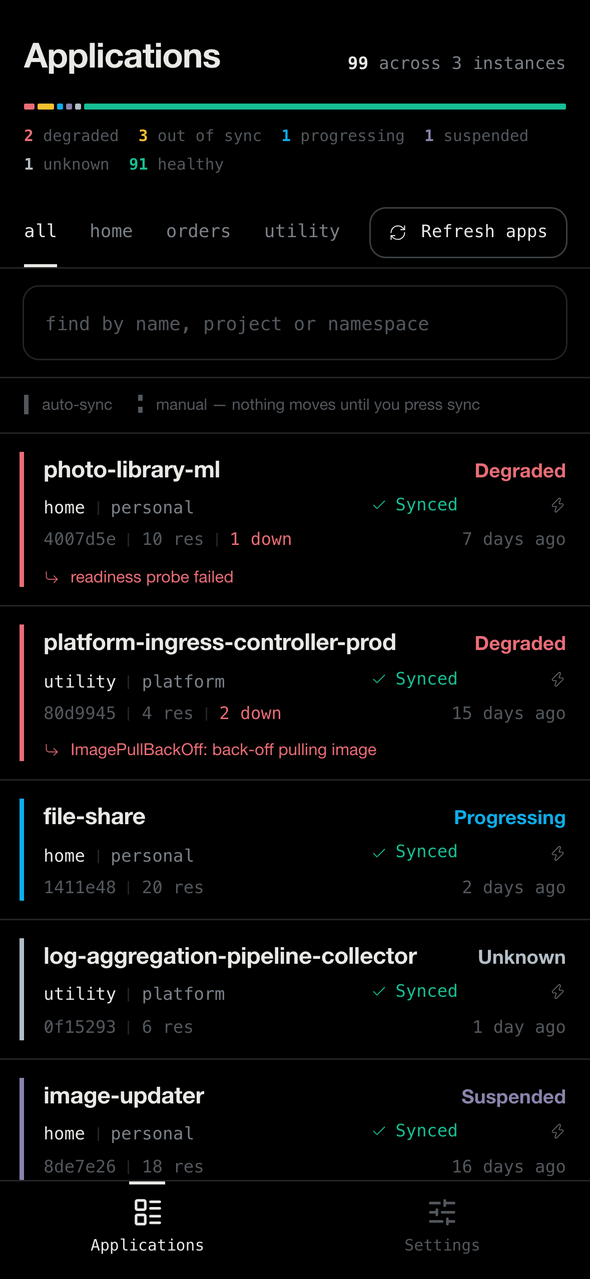 Applications
99 across 3 instances
2 degraded 3 out of sync 1 progressing 1 suspended
1 unknown 91 healthy
all home orders utility Refresh apps
find by name, project or namespace
auto-sync manual — nothing moves until you press sync
photo-library-ml Degraded
home | personal ✓ Synced
4007d5e | 10 res | 1 down 7 days ago
↳ readiness probe failed
platform-ingress-controller-prod Degraded
utility | platform ✓ Synced
80d9945 | 4 res | 2 down 15 days ago
↳ ImagePullBackOff: back-off pulling image
file-share Progressing
home | personal ✓ Synced
1411e48 | 20 res 2 days ago
log-aggregation-pipeline-collector Unknown
utility | platform ✓ Synced
0f15293 | 6 res 1 day ago
image-updater Suspended
home | personal ✓ Synced
8de7e26 | 18 res 16 days ago
Applications Settings